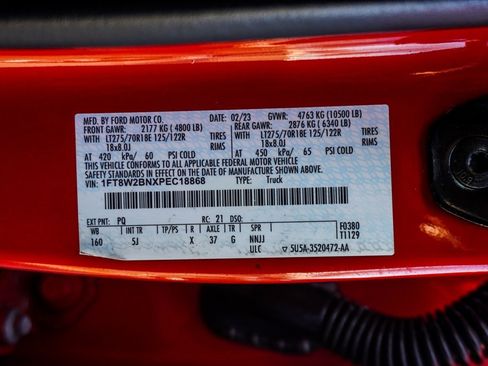 MFD. BY FORD MOTOR CO. 02/23 GVWR: 4763 KG (10500 LB)
FRONT GAWR: 2177 KG ( 4800 LB) REAR GAWR: 2876 KG ( 6340 LB)
LT275/70R18E 125/122R TIRES LT275/70R18E 125/122R TIRES
18x8.0J RIMS 18x8.0J RIMS
AT 420 kPa/ 60 PSI COLD AT 450 kPa/ 65 PSI COLD
THIS VEHICLE CONFORMS TO ALL APPLICABLE FEDERAL MOTOR VEHICLE
SAFETY STANDARDS IN EFFECT ON THE DATE OF MANUFACTURE SHOWN ABOVE.
VIN: 1FT8W2BNXPEC18868 TYPE: Truck
EXT PNT: PQ RC: 21 DSO:
WB INT TR TP/PS R AXLE TR F0380
160 5J X 37 G NNJJ T1129
ULC ▽ 5U5A-3520472-AA